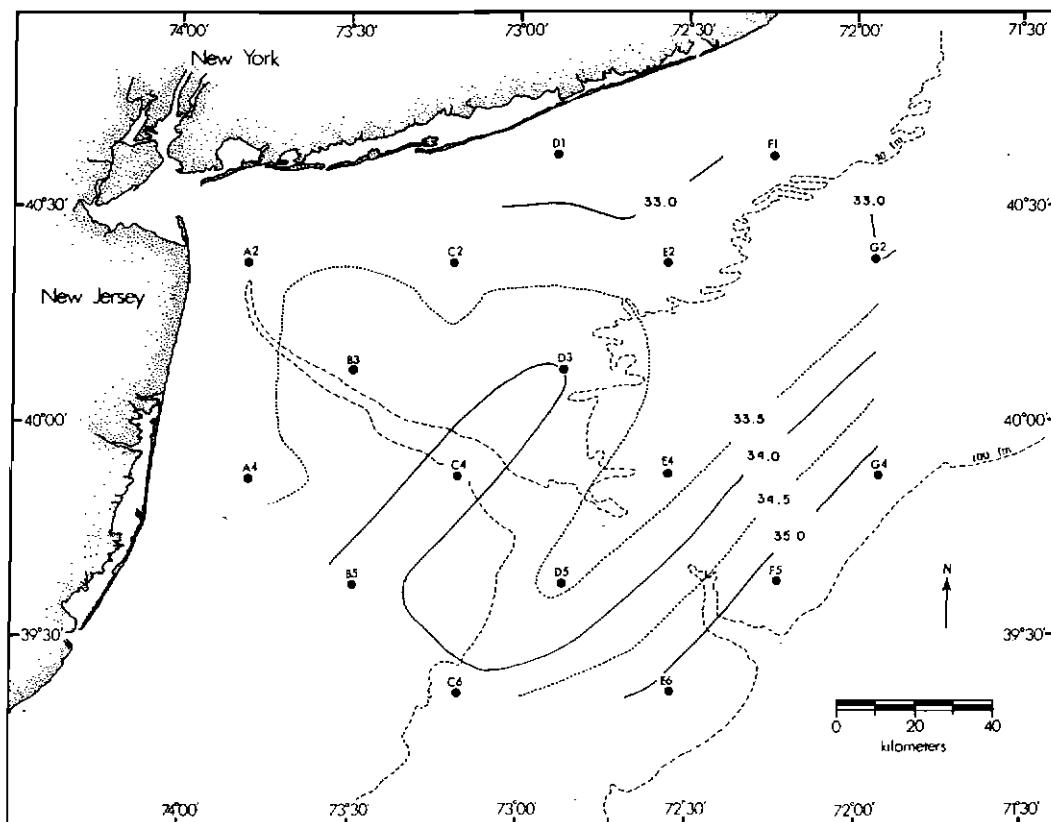 74°00' 73°30' 73°00' 72°30' 72°00' 71°30'
New York
D1 F1
30 fm
40°30' 33.0 33.0 40°30'
A2 C2 E2 G2
New Jersey
B3 D3
40°00' 33.5 40°00'
34.0 100 fm
A4 C4 E4 G4
34.5
35.0
B5 D5 F5 N
39°30' 39°30'
C6 E6
0 20 40
kilometers
74°00' 73°30' 73°00' 72°30' 72°00' 71°30'